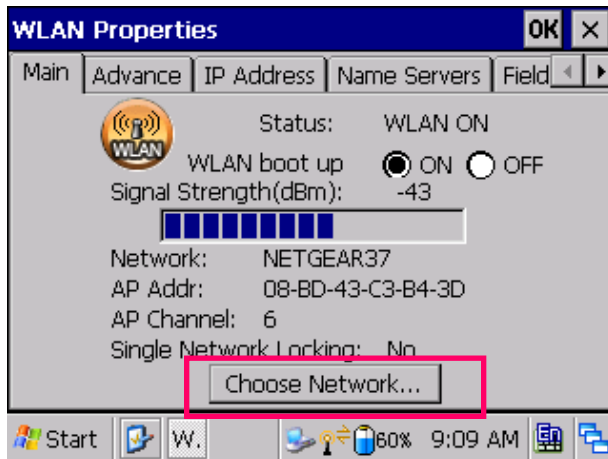 WLAN Properties OK ×
Main Advance IP Address Name Servers Field
WLAN
Status: WLAN ON
WLAN boot up ON OFF
Signal Strength(dBm): -43
Network: NETGEAR37
AP Addr: 08-BD-43-C3-B4-3D
AP Channel: 6
Single Network Locking: No
Choose Network...
Start W. 60% 9:09 AM